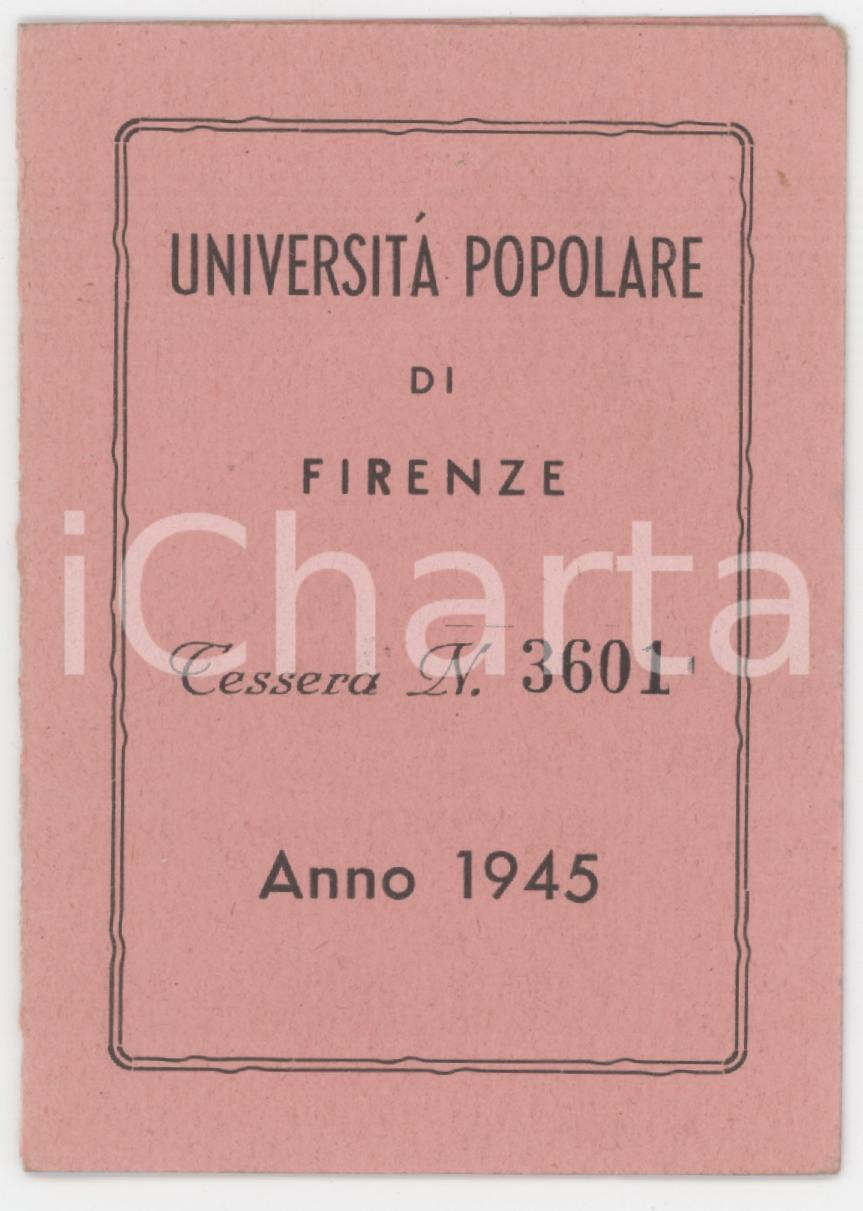 UNIVERSITÁ POPOLARE
DI
FIRENZE
iCharta
Tessera N. 3601
Anno 1945